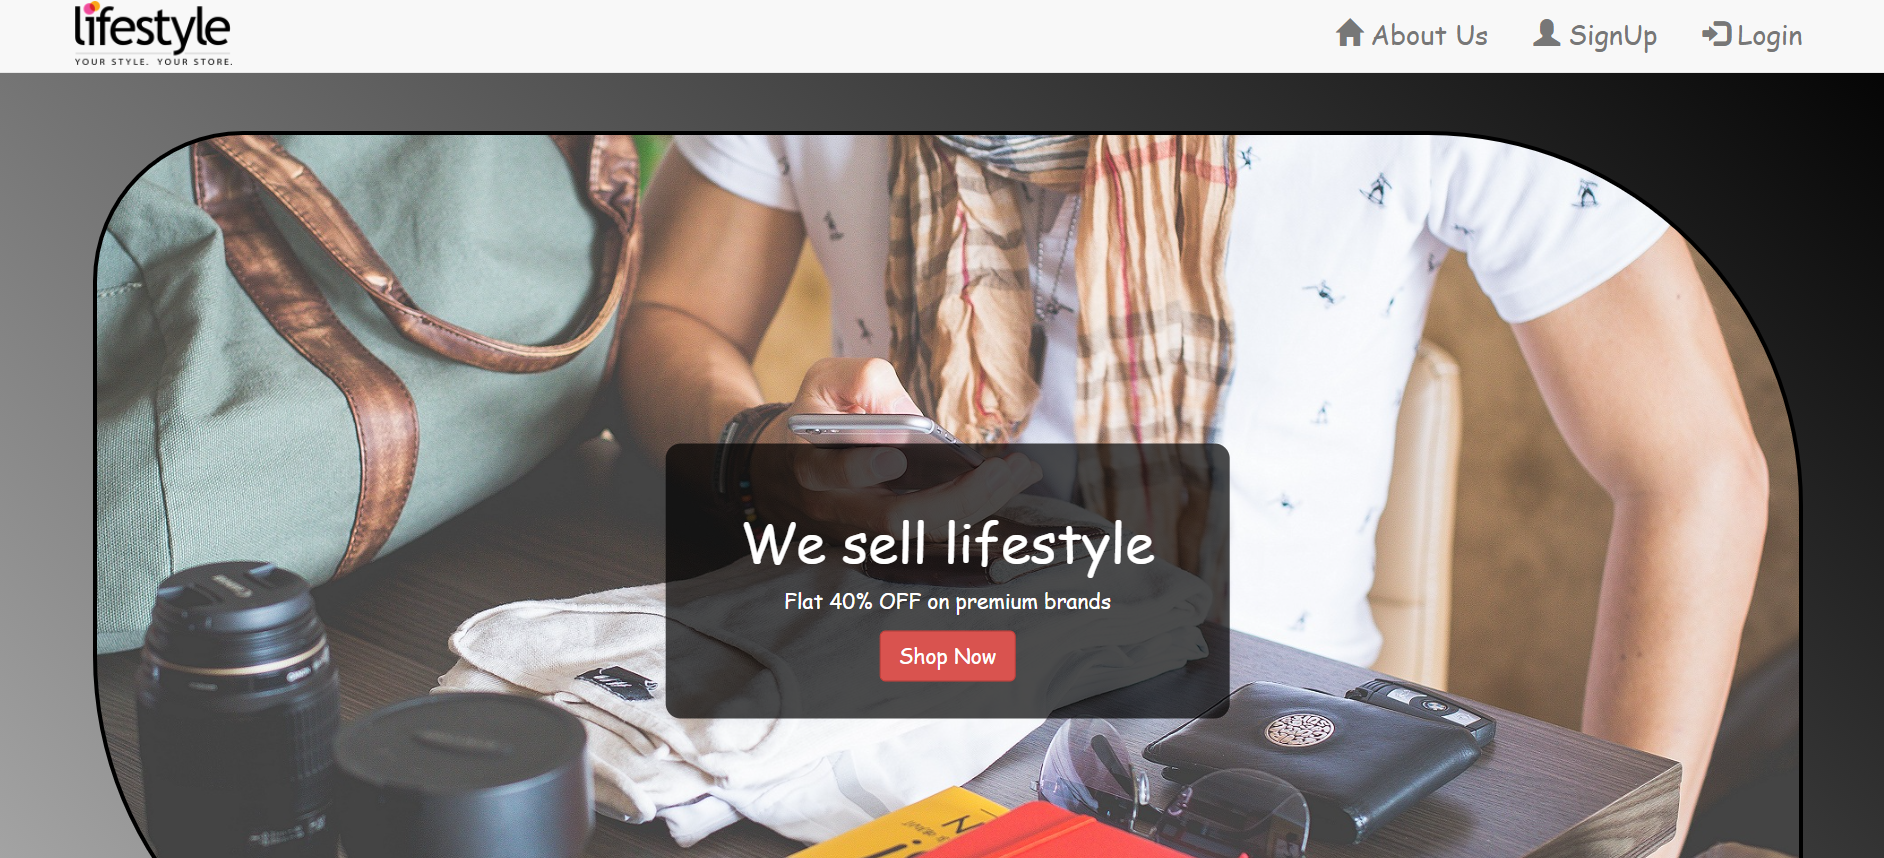 lifestyle
YOUR STYLE. YOUR STORE.
About Us
SignUp
Login
We sell lifestyle
Flat 40% OFF on premium brands
Shop Now